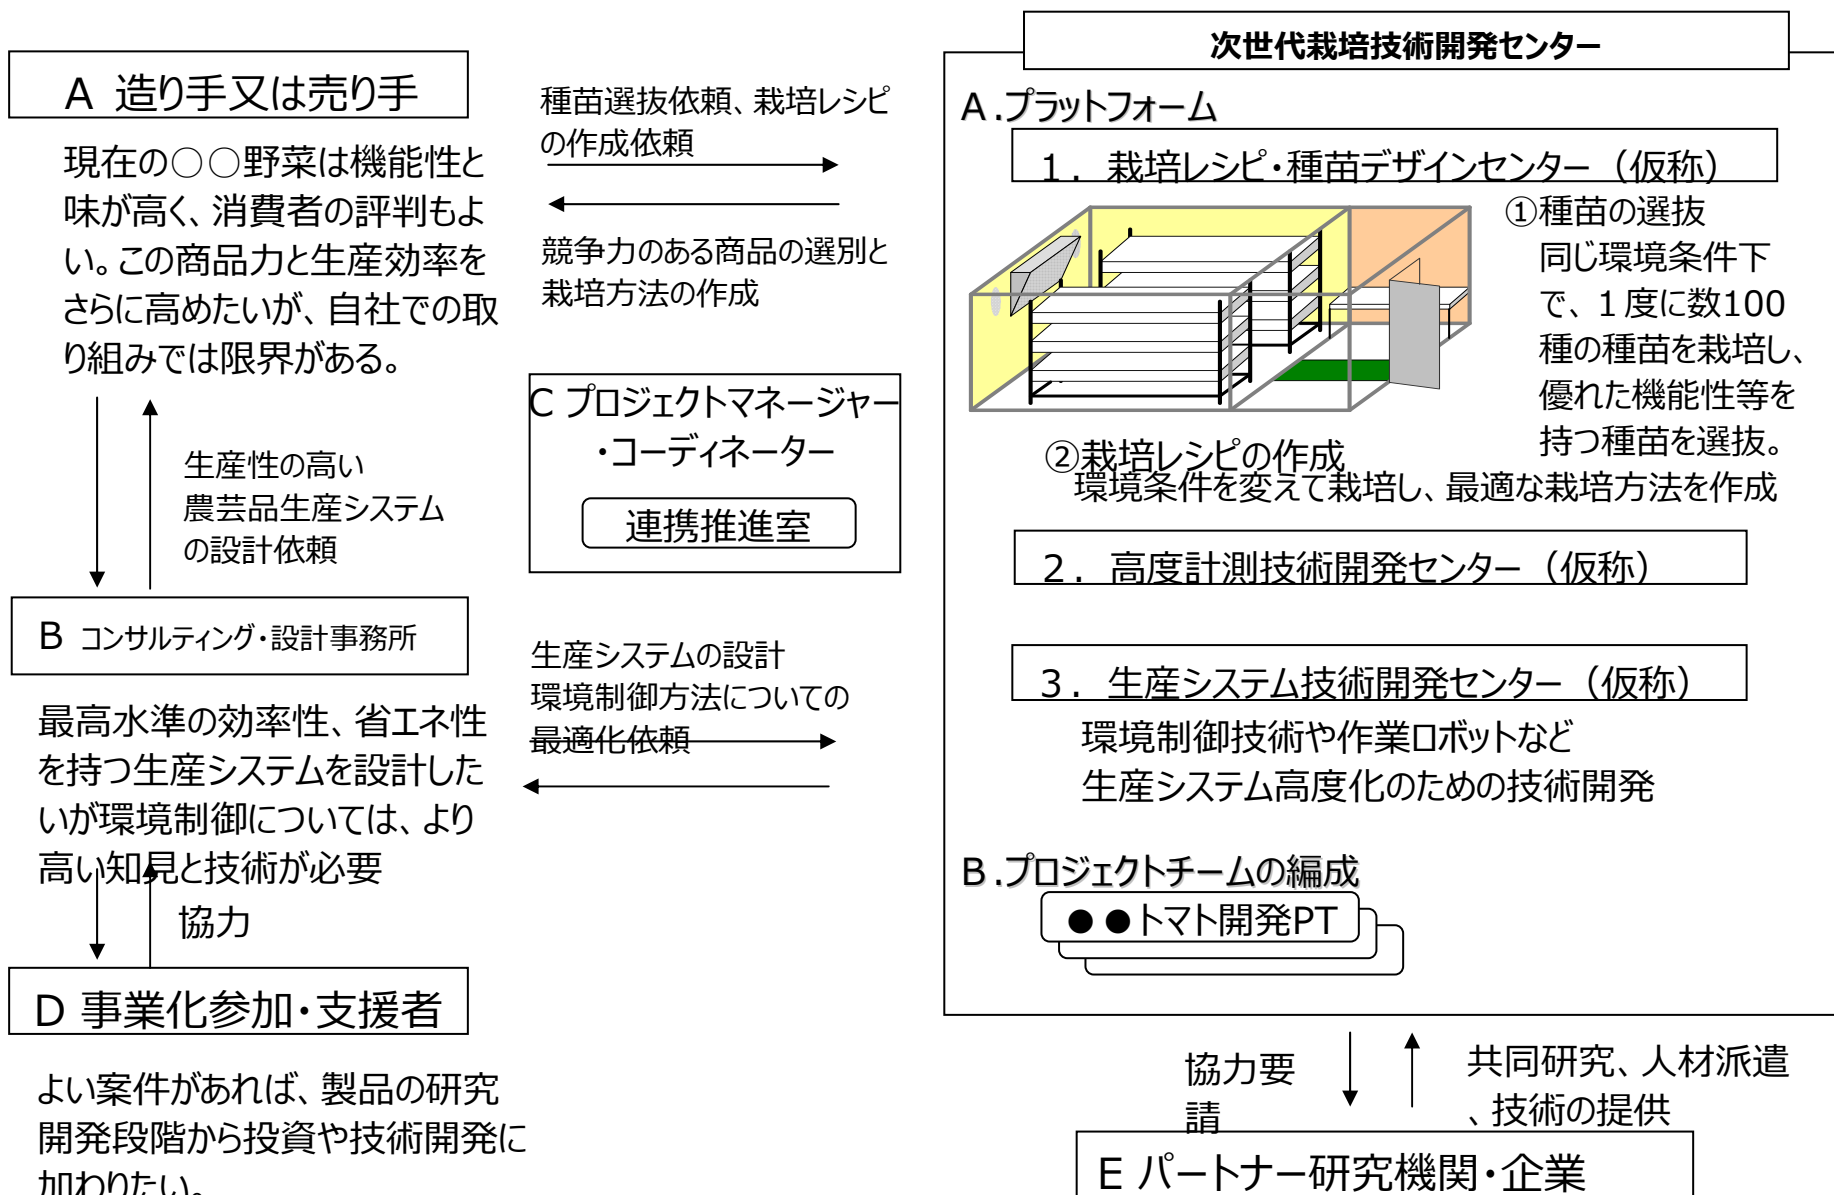 A 造り手又は売り手
現在の○○野菜は機能性と
味が高く、消費者の評判もよ
い。この商品力と生産効率を
さらに高めたいが、自社での取
り組みでは限界がある。
生産性の高い
農芸品生産システム
の設計依頼
B コンサルティング・設計事務所
最高水準の効率性、省エネ性
を持つ生産システムを設計した
いが環境制御については、より
高い知見と技術が必要
協力
D 事業化参加・支援者
よい案件があれば、製品の研究
開発段階から投資や技術開発に
加わりたい。
種苗選抜依頼、栽培レシピ
の作成依頼
競争力のある商品の選別と
栽培方法の作成
C プロジェクトマネージャー
・コーディネーター
連携推進室
生産システムの設計
環境制御方法についての
最適化依頼
次世代栽培技術開発センター
A.プラットフォーム
1. 栽培レシピ・種苗デザインセンター（仮称）
①種苗の選抜
同じ環境条件下
で、１度に数100
種の種苗を栽培し、
優れた機能性等を
持つ種苗を選抜。
②栽培レシピの作成
環境条件を変えて栽培し、最適な栽培方法を作成
2. 高度計測技術開発センター（仮称）
3. 生産システム技術開発センター（仮称）
環境制御技術や作業ロボットなど
生産システム高度化のための技術開発
B.プロジェクトチームの編成
●●トマト開発PT
協力要
請
共同研究、人材派遣
、技術の提供
E パートナー研究機関・企業